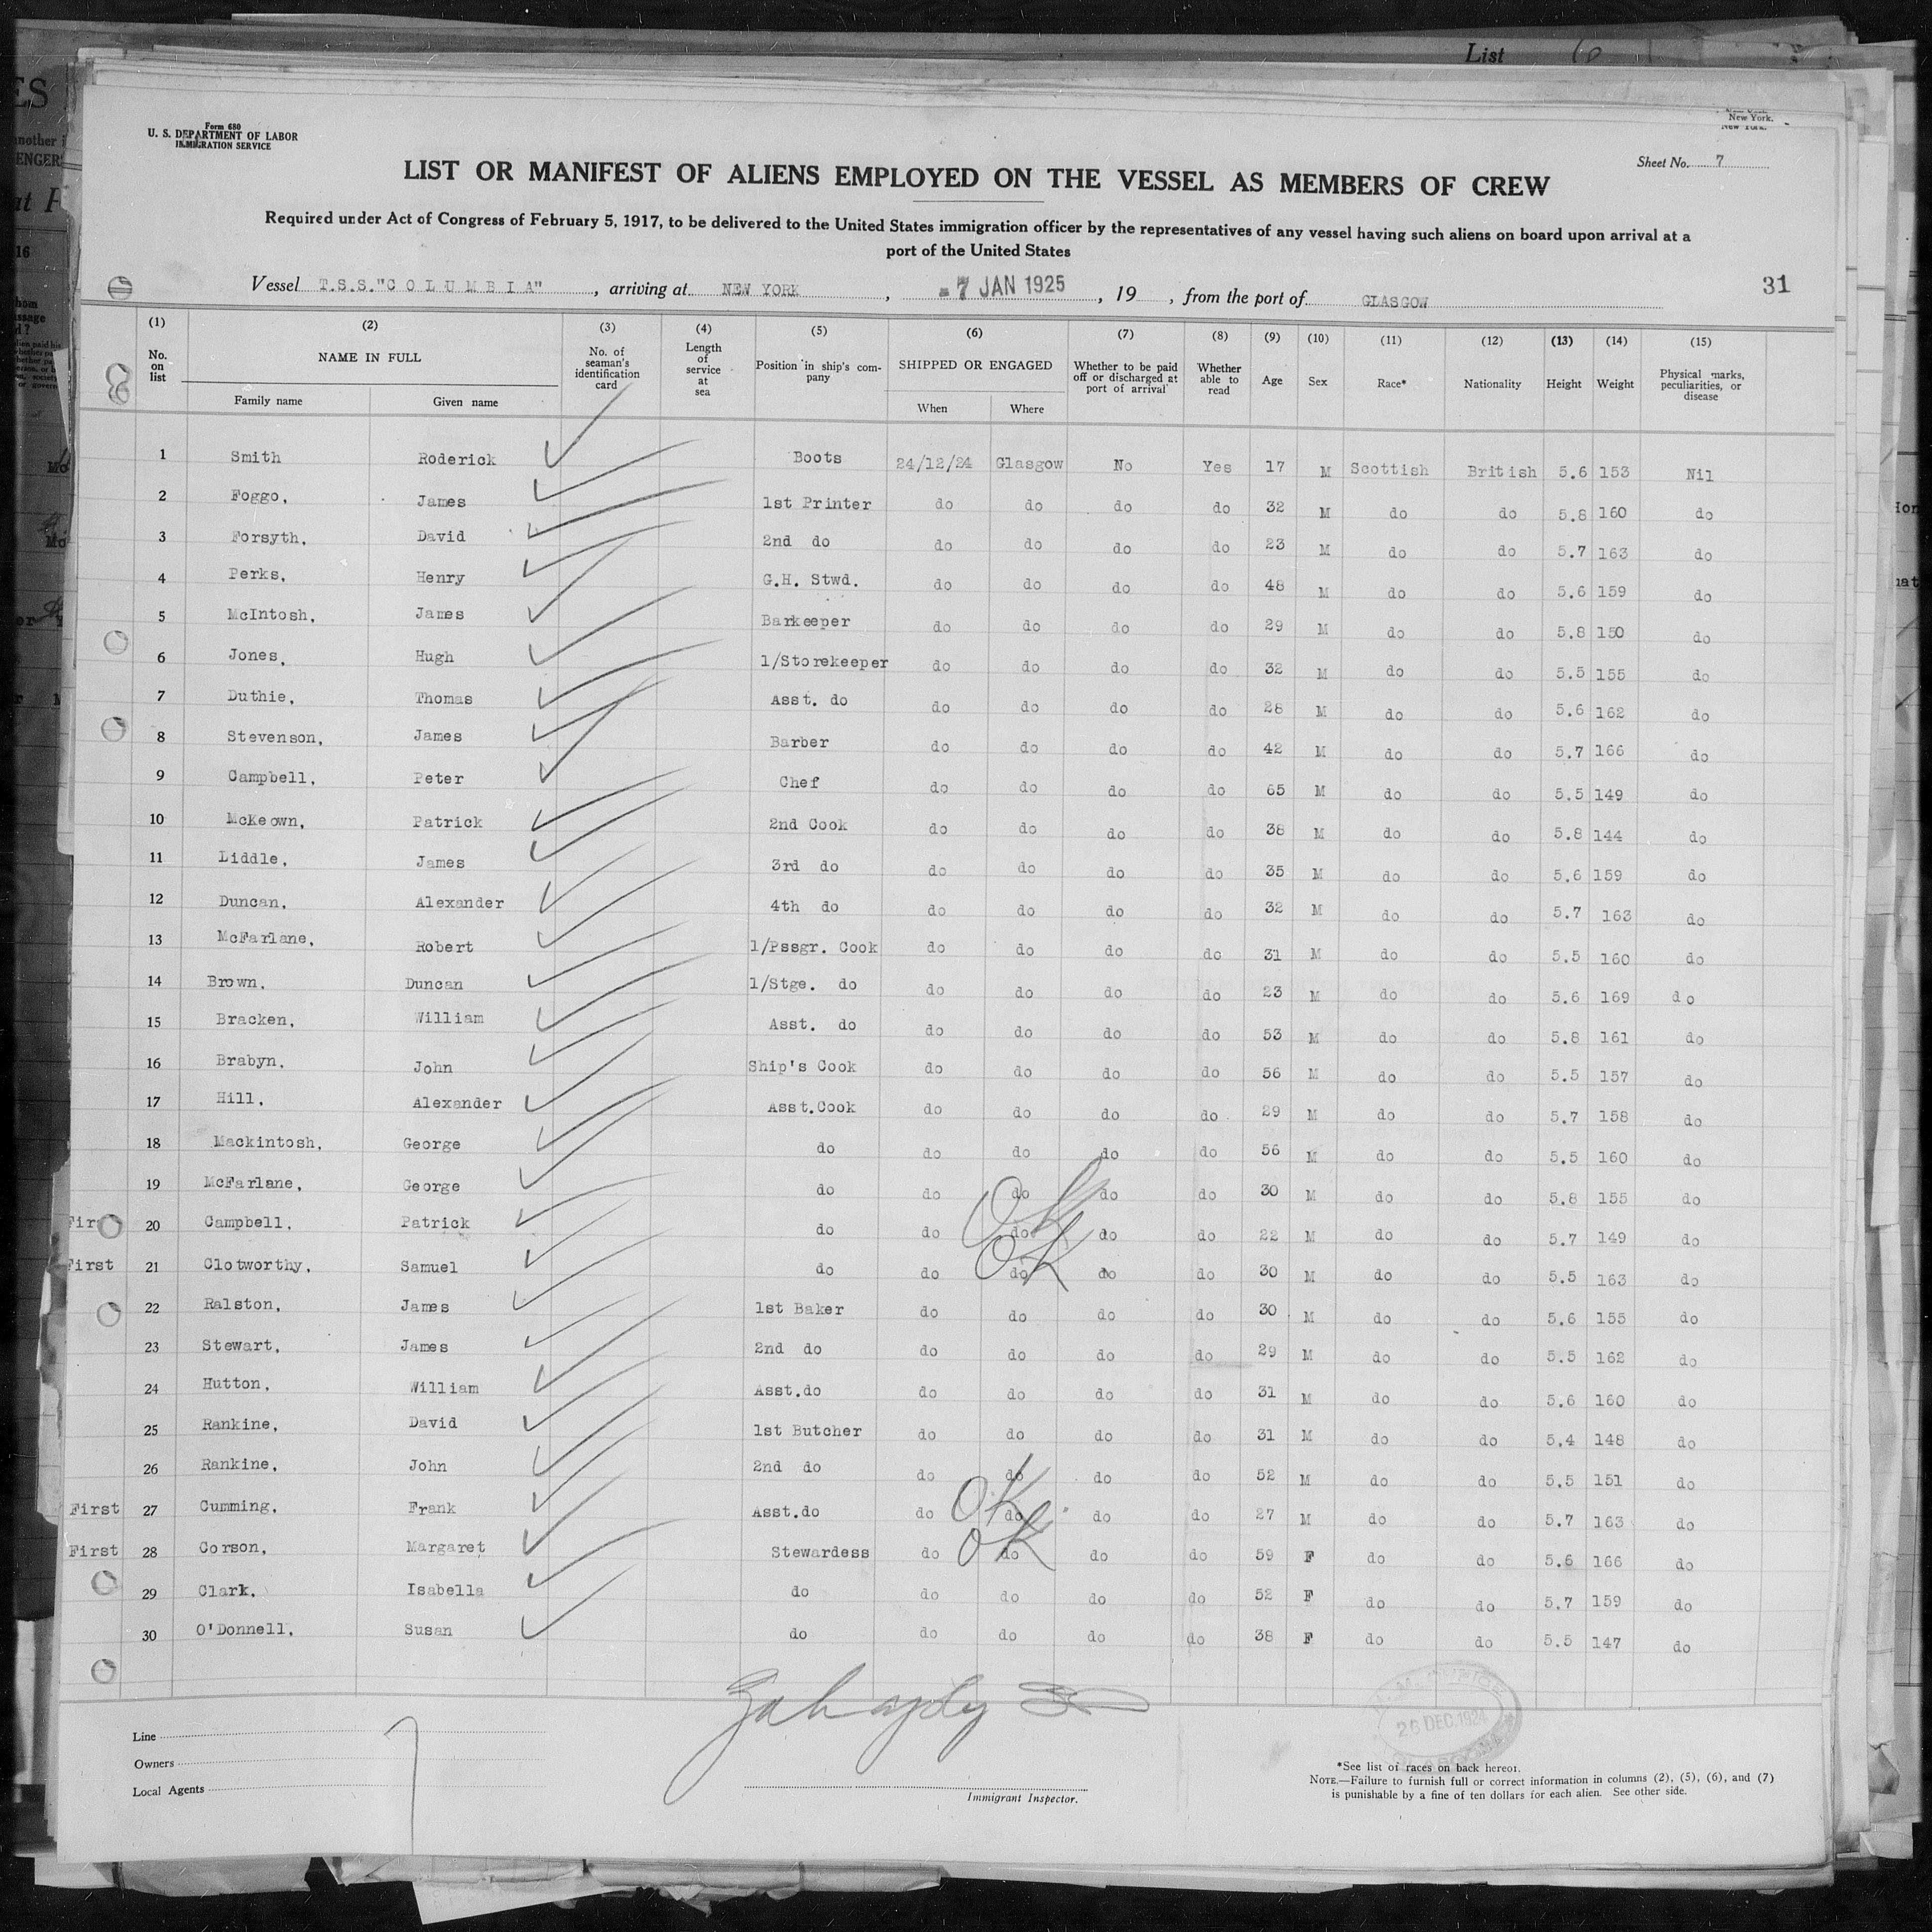 List 6
Form 680
U. S. DEPARTMENT OF LABOR
IMMIGRATION SERVICE
New York.
Sheet No. 7
LIST OR MANIFEST OF ALIENS EMPLOYED ON THE VESSEL AS MEMBERS OF CREW
Required under Act of Congress of February 5, 1917, to be delivered to the United States immigration officer by the representatives of any vessel having such aliens on board upon arrival at a
port of the United States
Vessel T.S.S."COLUMBIA", arriving at NEW YORK, -7 JAN 1925, 19 , from the port of GLASGOW
31
(1) (2) (3) (4) (5) (6) (7) (8) (9) (10) (11) (12) (13) (14) (15)
No. on list NAME IN FULL No. of seaman's identification card Length of service at sea Position in ship's company SHIPPED OR ENGAGED Whether to be paid off or discharged at port of arrival Whether able to read Age Sex Race* Nationality Height Weight Physical marks, peculiarities, or disease
Family name Given name When Where
1 Smith Roderick Boots 24/12/24 Glasgow No Yes 17 M Scottish British 5.6 153 Nil
2 Foggo, James 1st Printer do do do do 32 M do do 5.8 160 do
3 Forsyth, David 2nd do do do do do 23 M do do 5.7 163 do
4 Perks, Henry G.H. Stwd. do do do do 48 M do do 5.6 159 do
5 McIntosh, James Barkeeper do do do do 29 M do do 5.8 150 do
6 Jones, Hugh 1/Storekeeper do do do do 32 M do do 5.5 155 do
7 Duthie, Thomas Asst. do do do do do 28 M do do 5.6 162 do
8 Stevenson, James Barber do do do do 42 M do do 5.7 166 do
9 Campbell, Peter Chef do do do do 65 M do do 5.5 149 do
10 McKeown, Patrick 2nd Cook do do do do 38 M do do 5.8 144 do
11 Liddle, James 3rd do do do do do 35 M do do 5.6 159 do
12 Duncan, Alexander 4th do do do do do 32 M do do 5.7 163 do
13 McFarlane, Robert 1/Pssgr. Cook do do do do 31 M do do 5.5 160 do
14 Brown, Duncan 1/Stge. do do do do do 23 M do do 5.6 169 do
15 Bracken, William Asst. do do do do do 53 M do do 5.8 161 do
16 Brabyn, John Ship's Cook do do do do 56 M do do 5.5 157 do
17 Hill, Alexander Asst.Cook do do do do 29 M do do 5.7 158 do
18 Mackintosh, George do do do do do 56 M do do 5.5 160 do
19 McFarlane, George do do do do do 30 M do do 5.8 155 do
First 20 Campbell, Patrick do do do OK do do 22 M do do 5.7 149 do
First 21 Clotworthy, Samuel do do do OK do do 30 M do do 5.5 163 do
22 Ralston, James 1st Baker do do do do 30 M do do 5.6 155 do
23 Stewart, James 2nd do do do do do 29 M do do 5.5 162 do
24 Hutton, William Asst.do do do do do 31 M do do 5.6 160 do
25 Rankine, David 1st Butcher do do do do 31 M do do 5.4 148 do
26 Rankine, John 2nd do do do do do 52 M do do 5.5 151 do
First 27 Cumming, Frank Asst.do do do OK do do 27 M do do 5.7 163 do
First 28 Corson, Margaret Stewardess do do OK do do 59 F do do 5.6 166 do
29 Clark, Isabella do do do do do 52 F do do 5.7 159 do
30 O'Donnell, Susan do do do do do 38 F do do 5.5 147 do
30
26 DEC.1924
Line
Owners
Local Agents
Immigrant Inspector.
*See list of races on back hereof.
NOTE.—Failure to furnish full or correct information in columns (2), (5), (6), and (7)
is punishable by a fine of ten dollars for each alien. See other side.